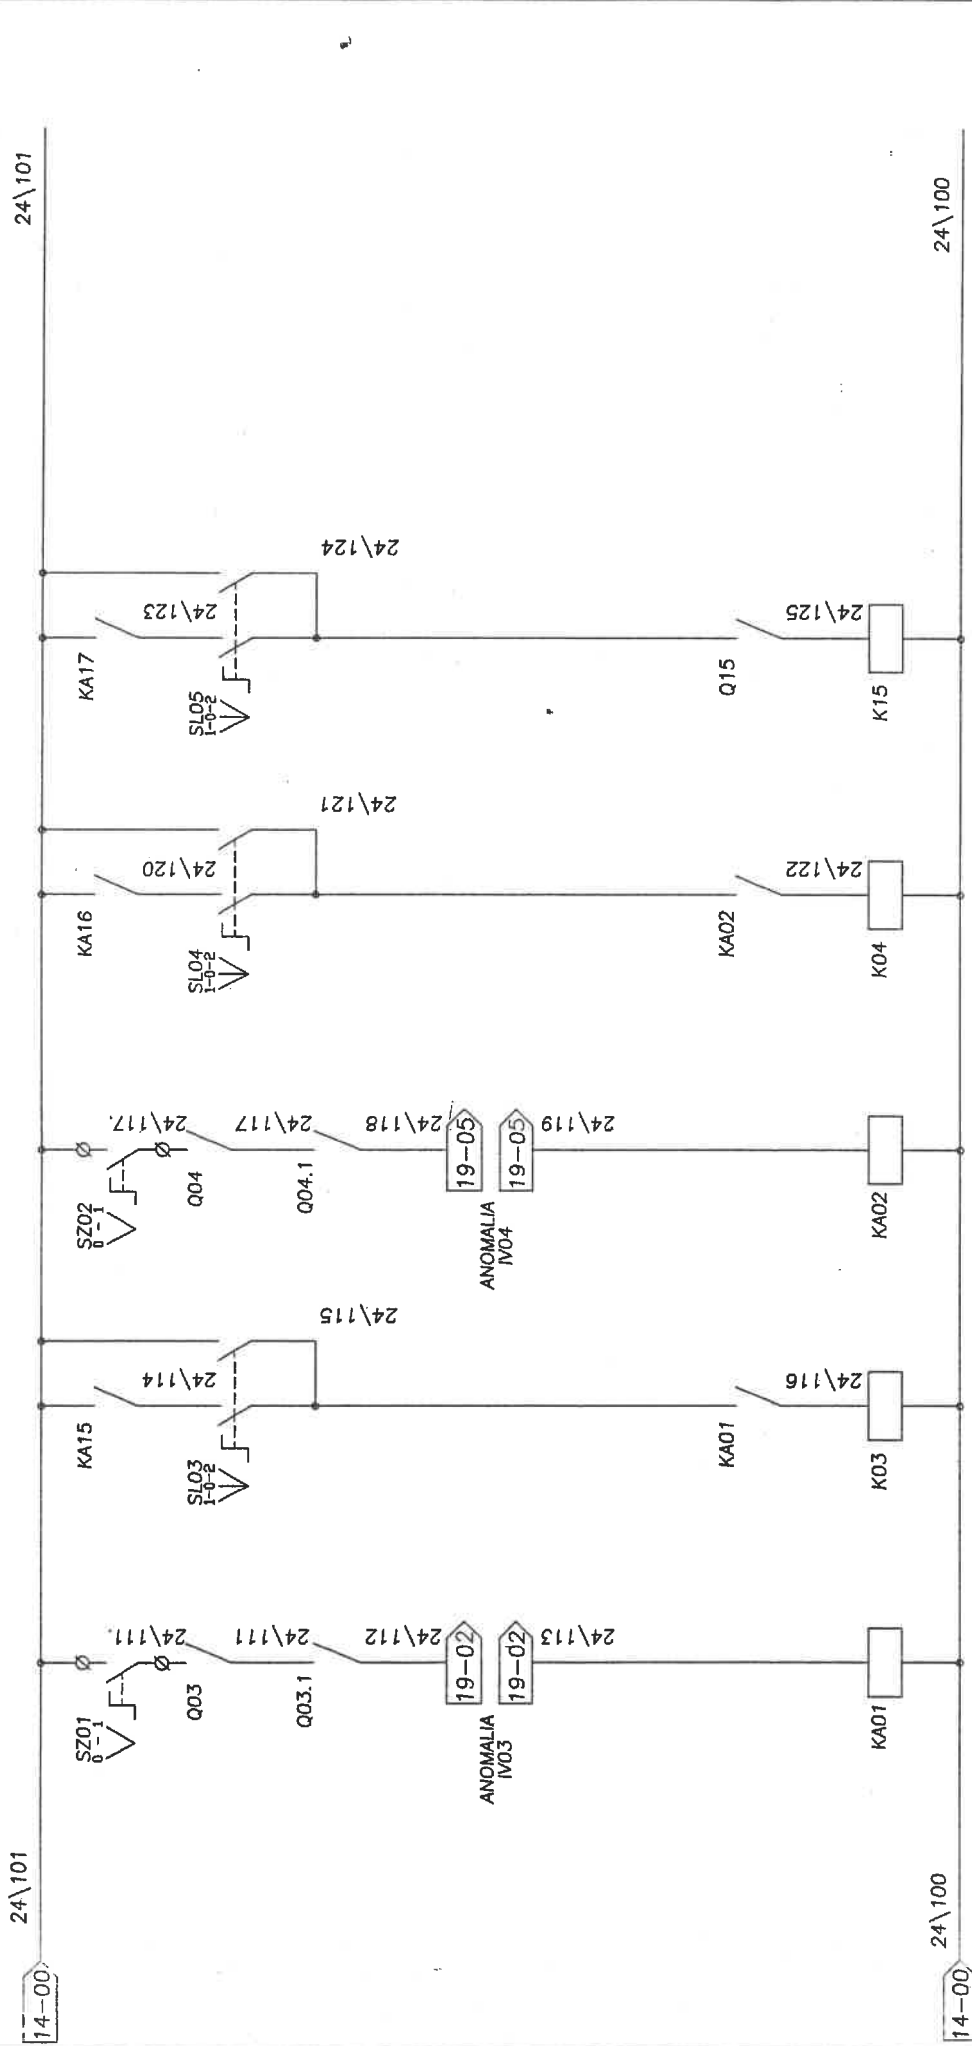 14-00
24\101
24\101
SZ01
0 - 1
24\111.
Q03
24\111
Q03.1
24\112
19-02
ANOMALIA
IV03
19-02
24\113
KA01
KA15
24\114
SL03
1-0-2
24\115
KA01
24\116
K03
SZ02
0 - 1
24\117.
Q04
24\117
Q04.1
24\118
19-05
ANOMALIA
IV04
19-05
24\119
KA02
KA16
24\120
SL04
1-0-2
24\121
KA02
24\122
K04
KA17
24\123
SL05
1-0-2
24\124
Q15
24\125
K15
14-00
24\100
24\100